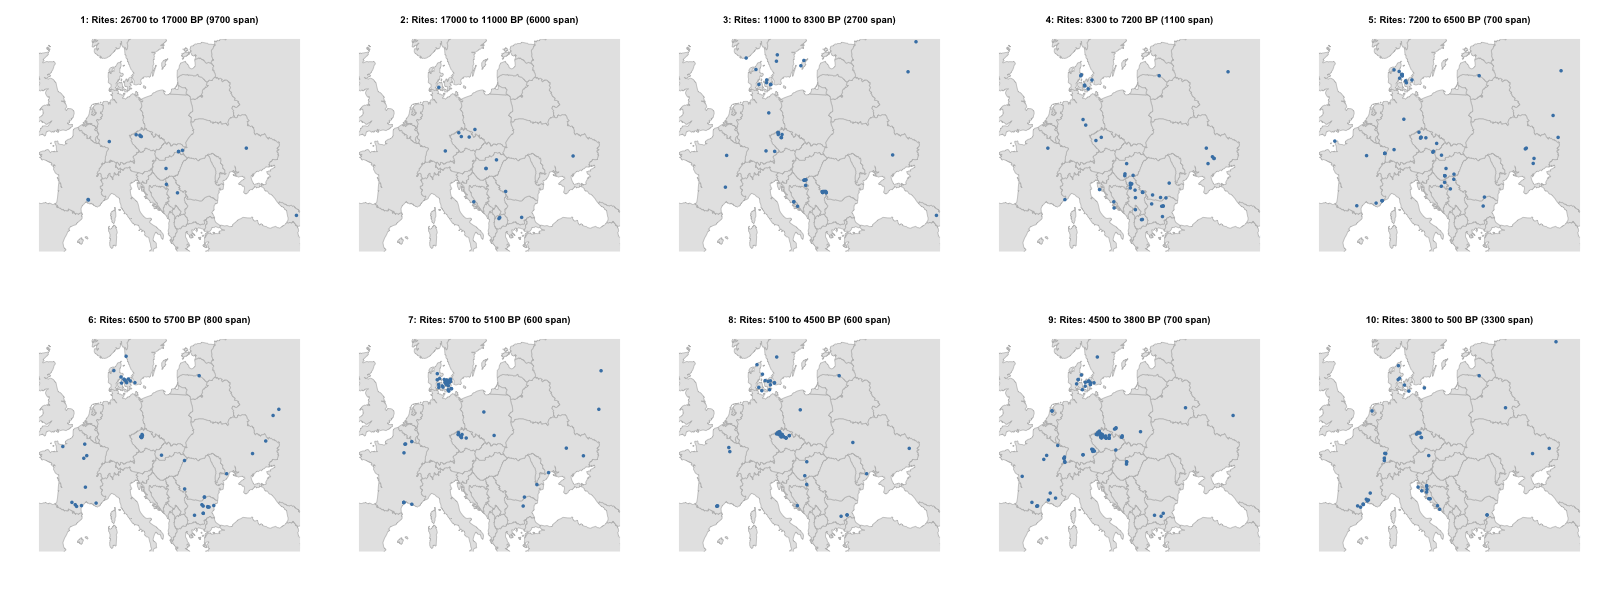 1: Rites: 26700 to 17000 BP (9700 span)
2: Rites: 17000 to 11000 BP (6000 span)
3: Rites: 11000 to 8300 BP (2700 span)
4: Rites: 8300 to 7200 BP (1100 span)
5: Rites: 7200 to 6500 BP (700 span)
6: Rites: 6500 to 5700 BP (800 span)
7: Rites: 5700 to 5100 BP (600 span)
8: Rites: 5100 to 4500 BP (600 span)
9: Rites: 4500 to 3800 BP (700 span)
10: Rites: 3800 to 500 BP (3300 span)